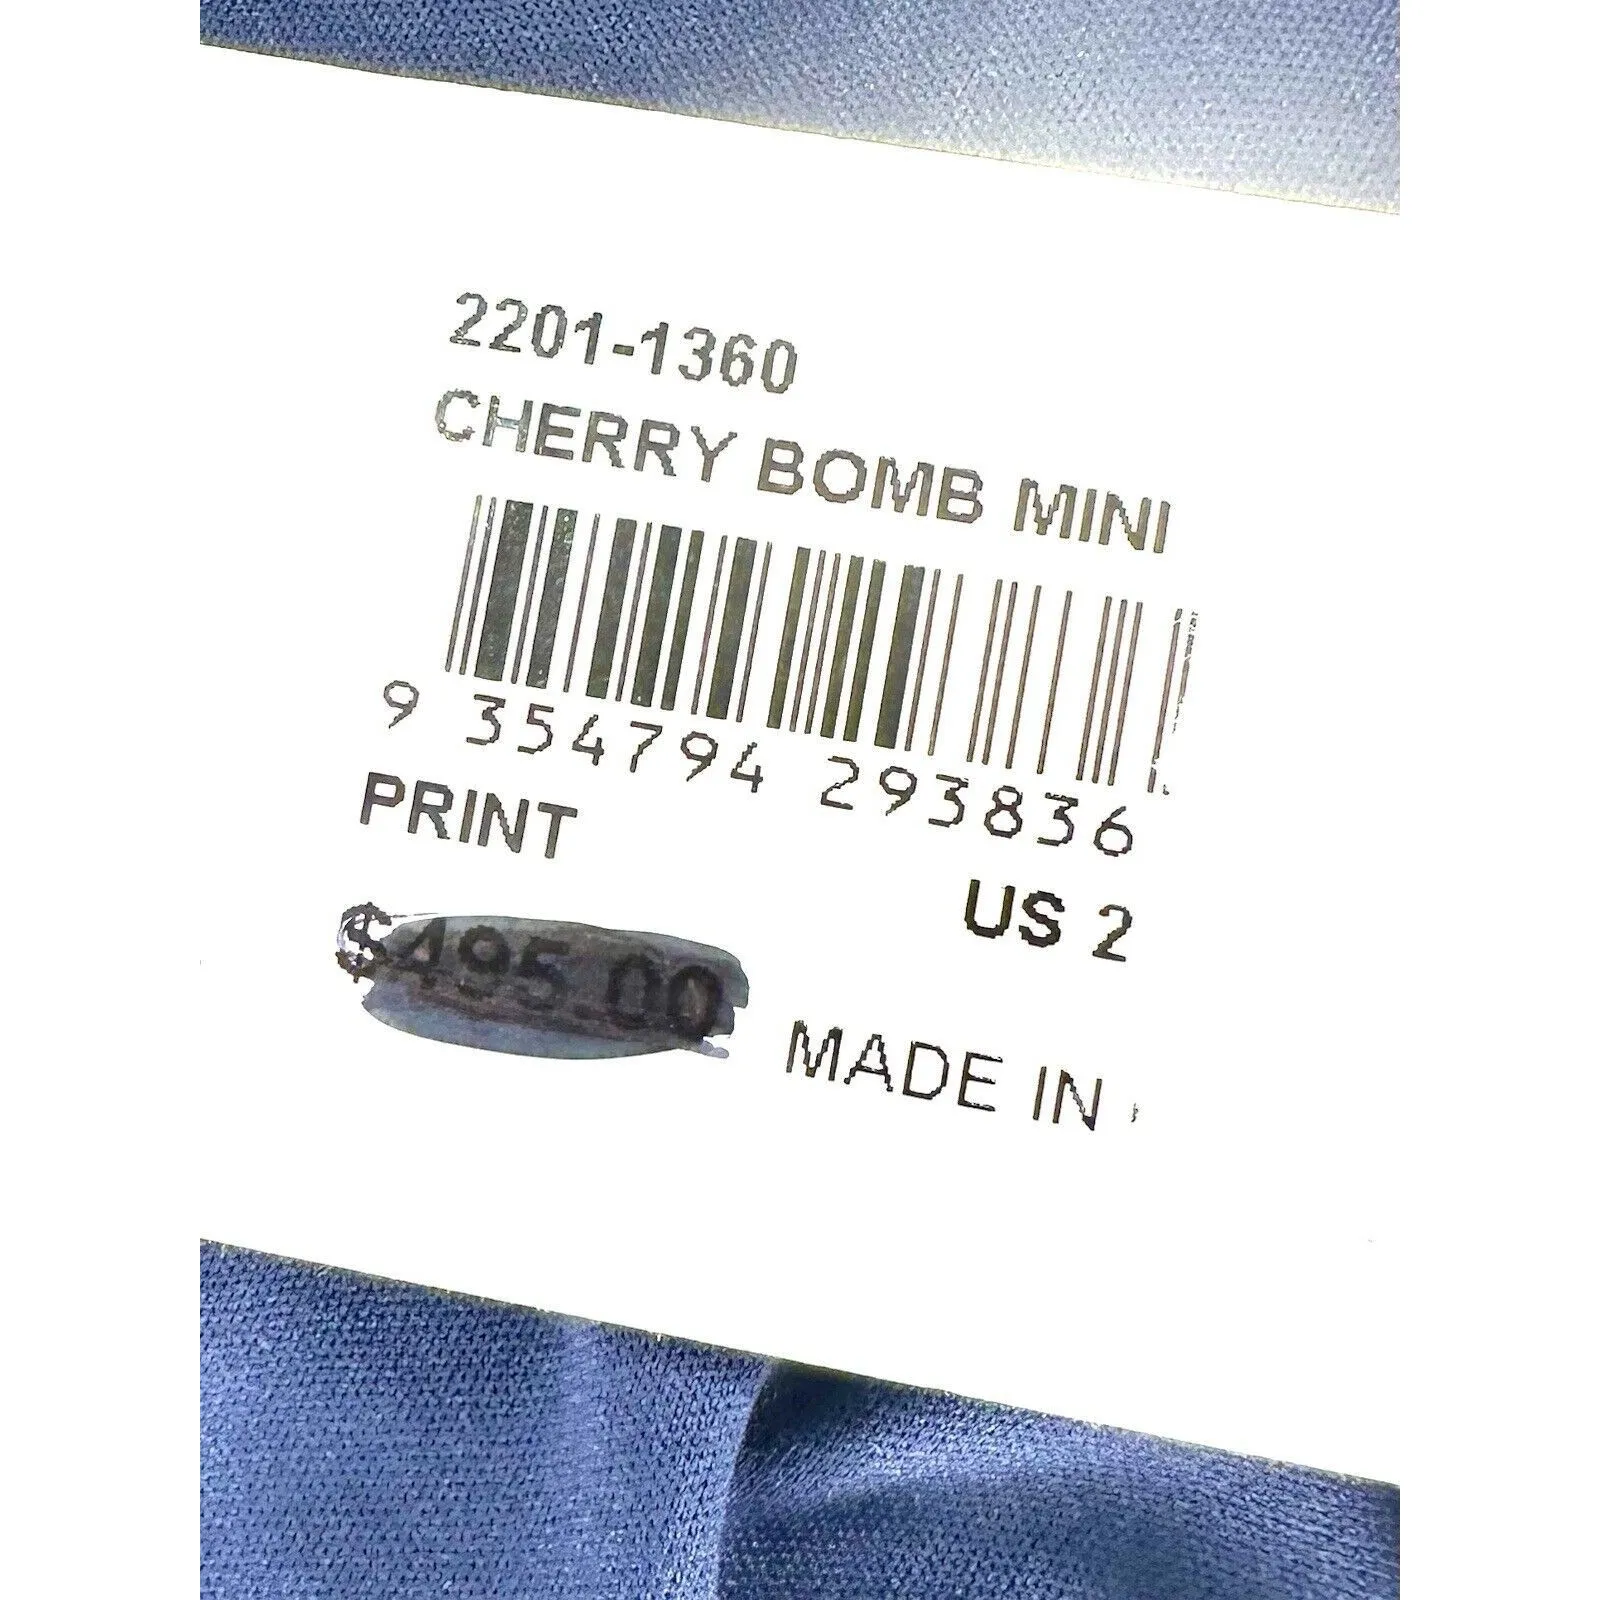 2201-1360
CHERRY BOMB MINI
9 354794 293836
PRINT
US 2
$495.00
MADE IN